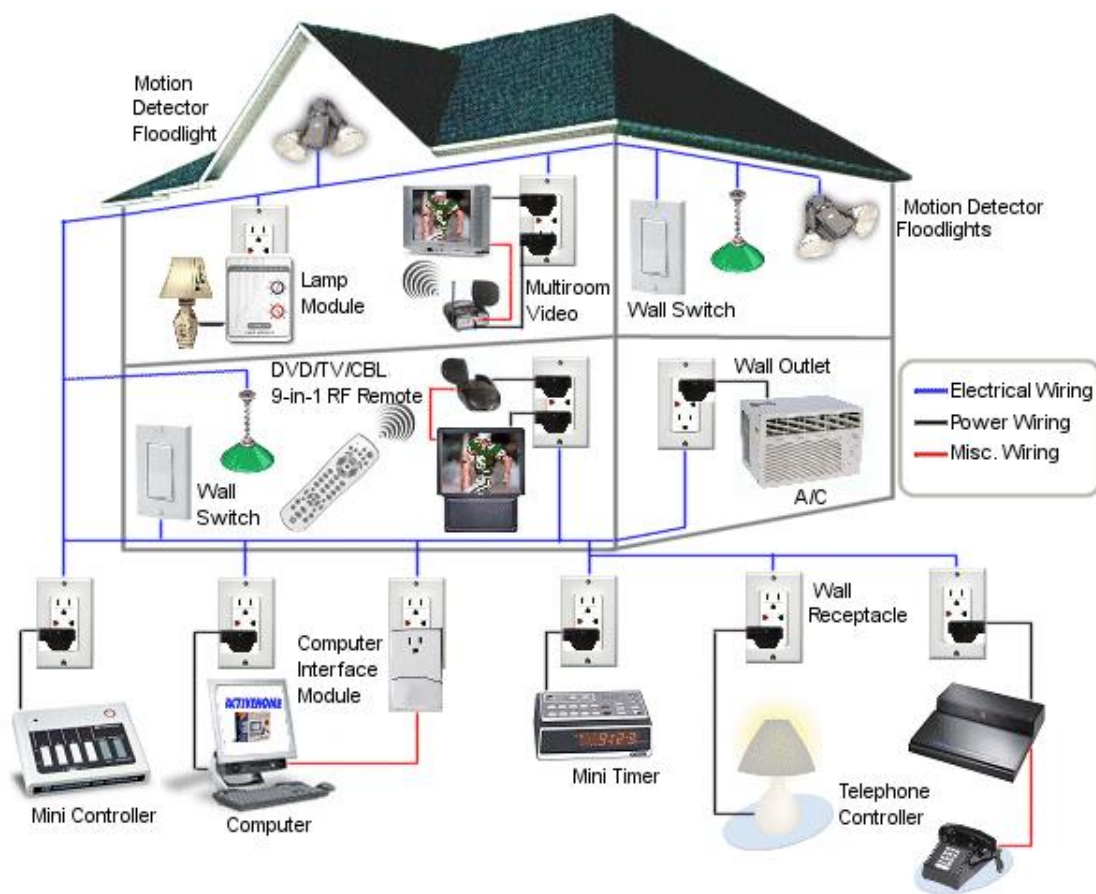 Motion
Detector
Floodlight
Motion Detector
Floodlights
Lamp
Module
Multiroom
Video
Wall Switch
DVD/TV/CBL
9-in-1 RF Remote
Wall Outlet
Wall
Switch
A/C
Electrical Wiring
Power Wiring
Misc. Wiring
Computer
Interface
Module
Wall
Receptacle
ACTIVEHOME
Mini Controller
Computer
Mini Timer
Telephone
Controller